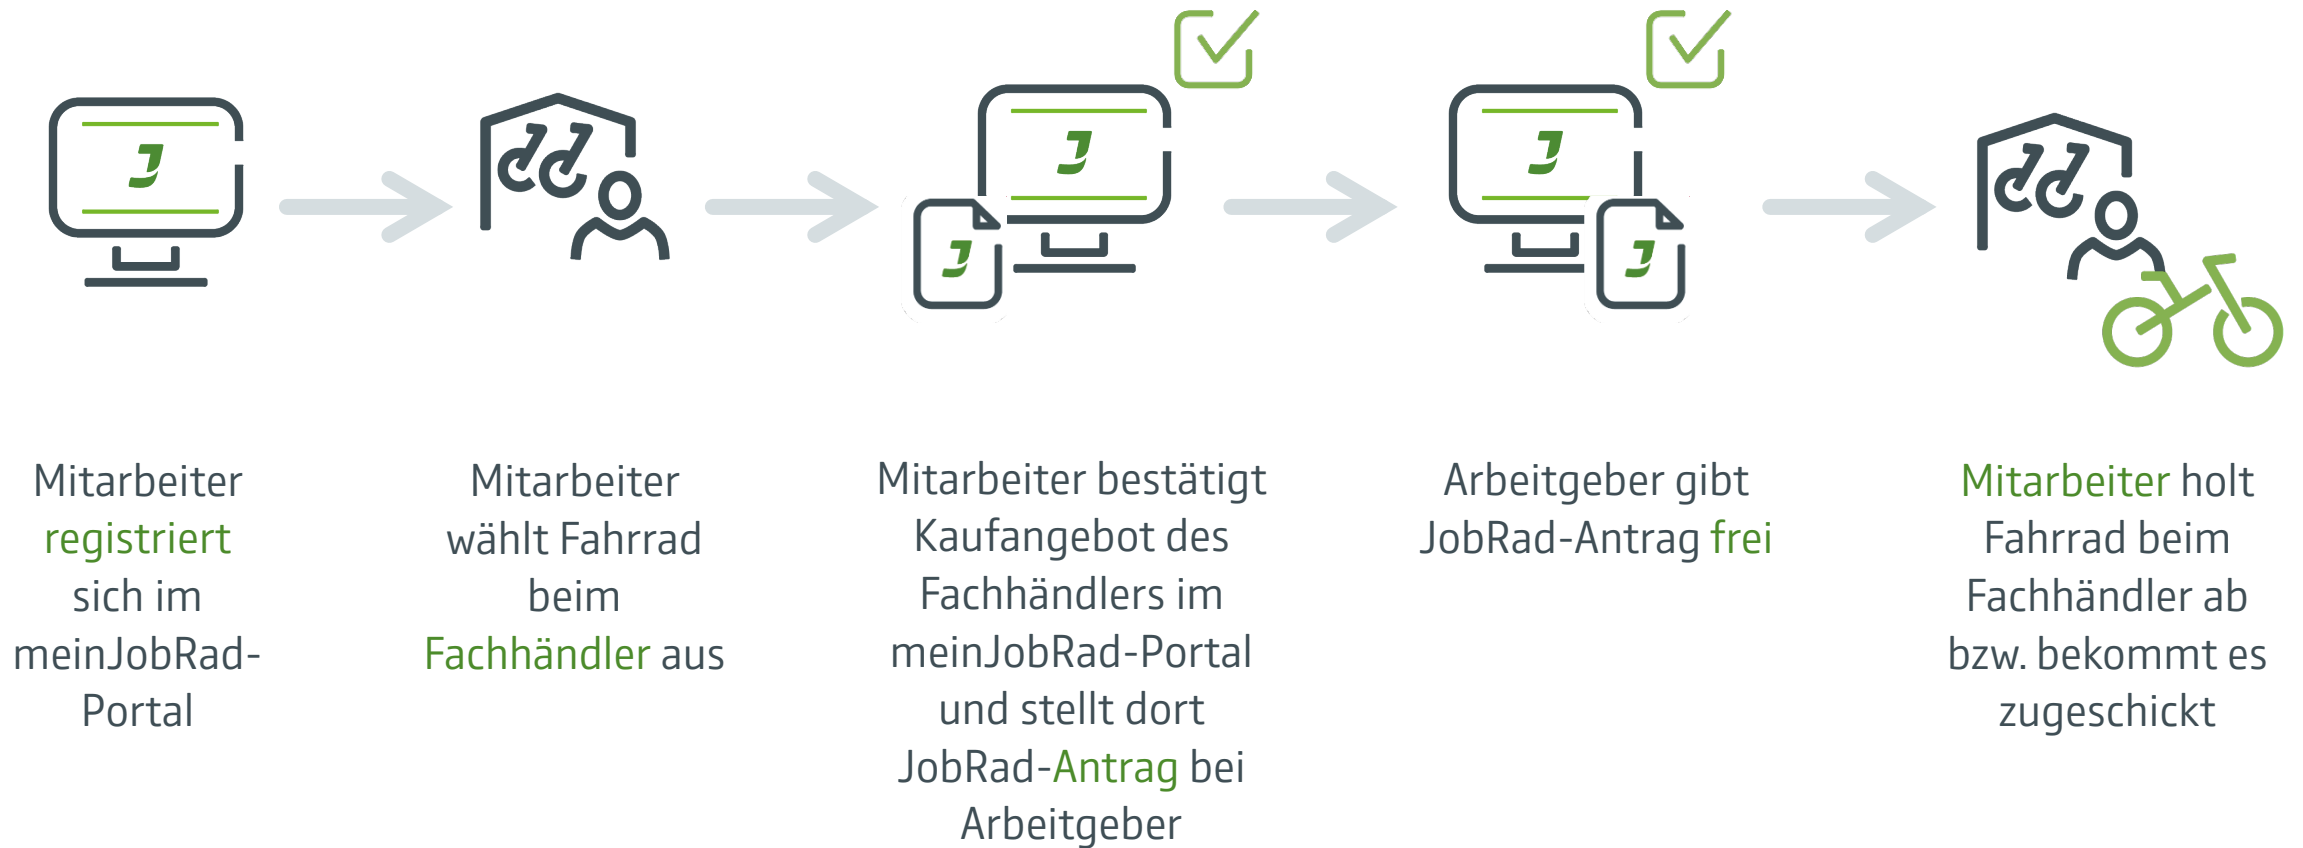 Mitarbeiter
registriert
sich im
meinJobRad-
Portal
Mitarbeiter
wählt Fahrrad
beim
Fachhändler aus
Mitarbeiter bestätigt
Kaufangebot des
Fachhändlers im
meinJobRad-Portal
und stellt dort
JobRad-Antrag bei
Arbeitgeber
Arbeitgeber gibt
JobRad-Antrag frei
Mitarbeiter holt
Fahrrad beim
Fachhändler ab
bzw. bekommt es
zugeschickt